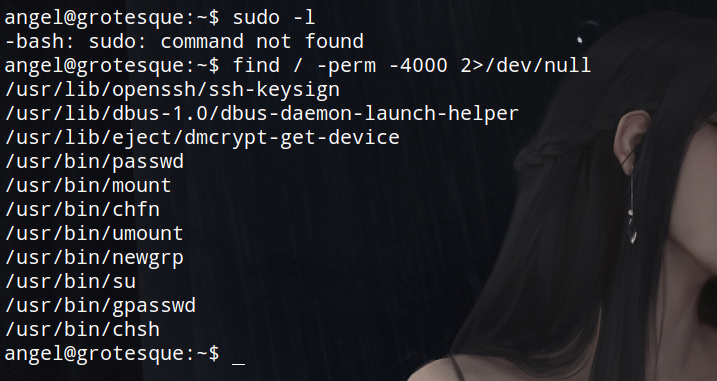 angel@grotesque:~$ sudo -l
-bash: sudo: command not found
angel@grotesque:~$ find / -perm -4000 2>/dev/null
/usr/lib/openssh/ssh-keysign
/usr/lib/dbus-1.0/dbus-daemon-launch-helper
/usr/lib/eject/dmcrypt-get-device
/usr/bin/passwd
/usr/bin/mount
/usr/bin/chfn
/usr/bin/umount
/usr/bin/newgrp
/usr/bin/su
/usr/bin/gpasswd
/usr/bin/chsh
angel@grotesque:~$ _